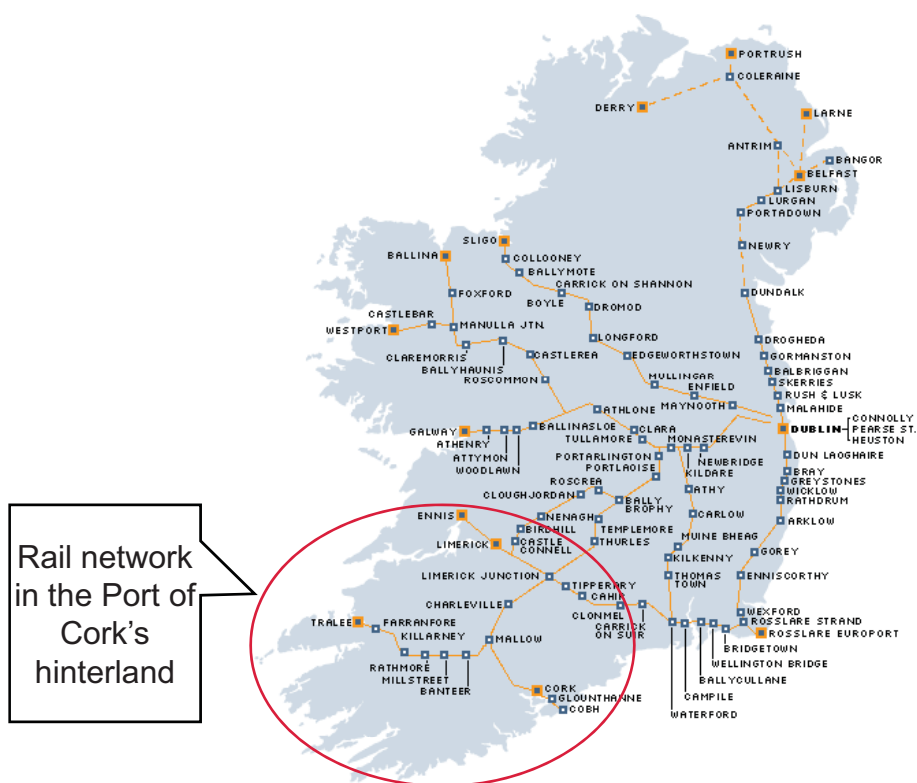 PORTRUSH
COLERAINE
DERRY
LARNE
ANTRIM
BANGOR
BELFAST
LISBURN
LURGAN
PORTADOWN
SLIGO
NEWRY
BALLINA
COLLOONEY
BALLYMOTE
CARRICK ON SHANNON
FOXFORD
BOYLE
DROMOD
DUNDALK
CASTLEBAR
WESTPORT
MANULLA JTN.
LONGFORD
DROGHEDA
CLAREMORRIS
CASTLEREA
EDGEWORTHSTOWN
GORMANSTON
BALLYHAUNIS
BALBRIGGAN
ROSCOMMON
MULLINGAR
SKERRIES
ENFIELD
RUSH & LUSK
MAYNOOTH
MALAHIDE
ATHLONE
CONNOLLY
GALWAY
BALLINASLOE
CLARA
DUBLIN
PEARSE ST.
ATHENRY
TULLAMORE
MONASTEREVIN
HEUSTON
ATTYMON
PORTARLINGTON
DUN LAOGHAIRE
WOODLAWN
PORTLAOISE
NEWBRIDGE
KILDARE
BRAY
ROSCREA
GREYSTONES
CLOUGHJORDAN
ATHY
WICKLOW
BALLY
BROPHY
RATHDRUM
ENNIS
NENAGH
CARLOW
ARKLOW
BIRDHILL
TEMPLEMORE
MUINE BHEAG
LIMERICK
CASTLE
CONNELL
THURLES
GOREY
KILKENNY
LIMERICK JUNCTION
THOMAS
TOWN
ENNISCORTHY
TIPPERARY
CAHIR
CHARLEVILLE
CLONMEL
WEXFORD
TRALEE
FARRANFORE
CARRICK
ON SUIR
ROSSLARE STRAND
KILLARNEY
MALLOW
ROSSLARE EUROPORT
BRIDGETOWN
RATHMORE
WELLINGTON BRIDGE
MILLSTREET
BALLYCULLANE
BANTEER
CORK
CAMPILE
GLOUNTHANNE
COBH
WATERFORD
Rail network
in the Port of
Cork's
hinterland